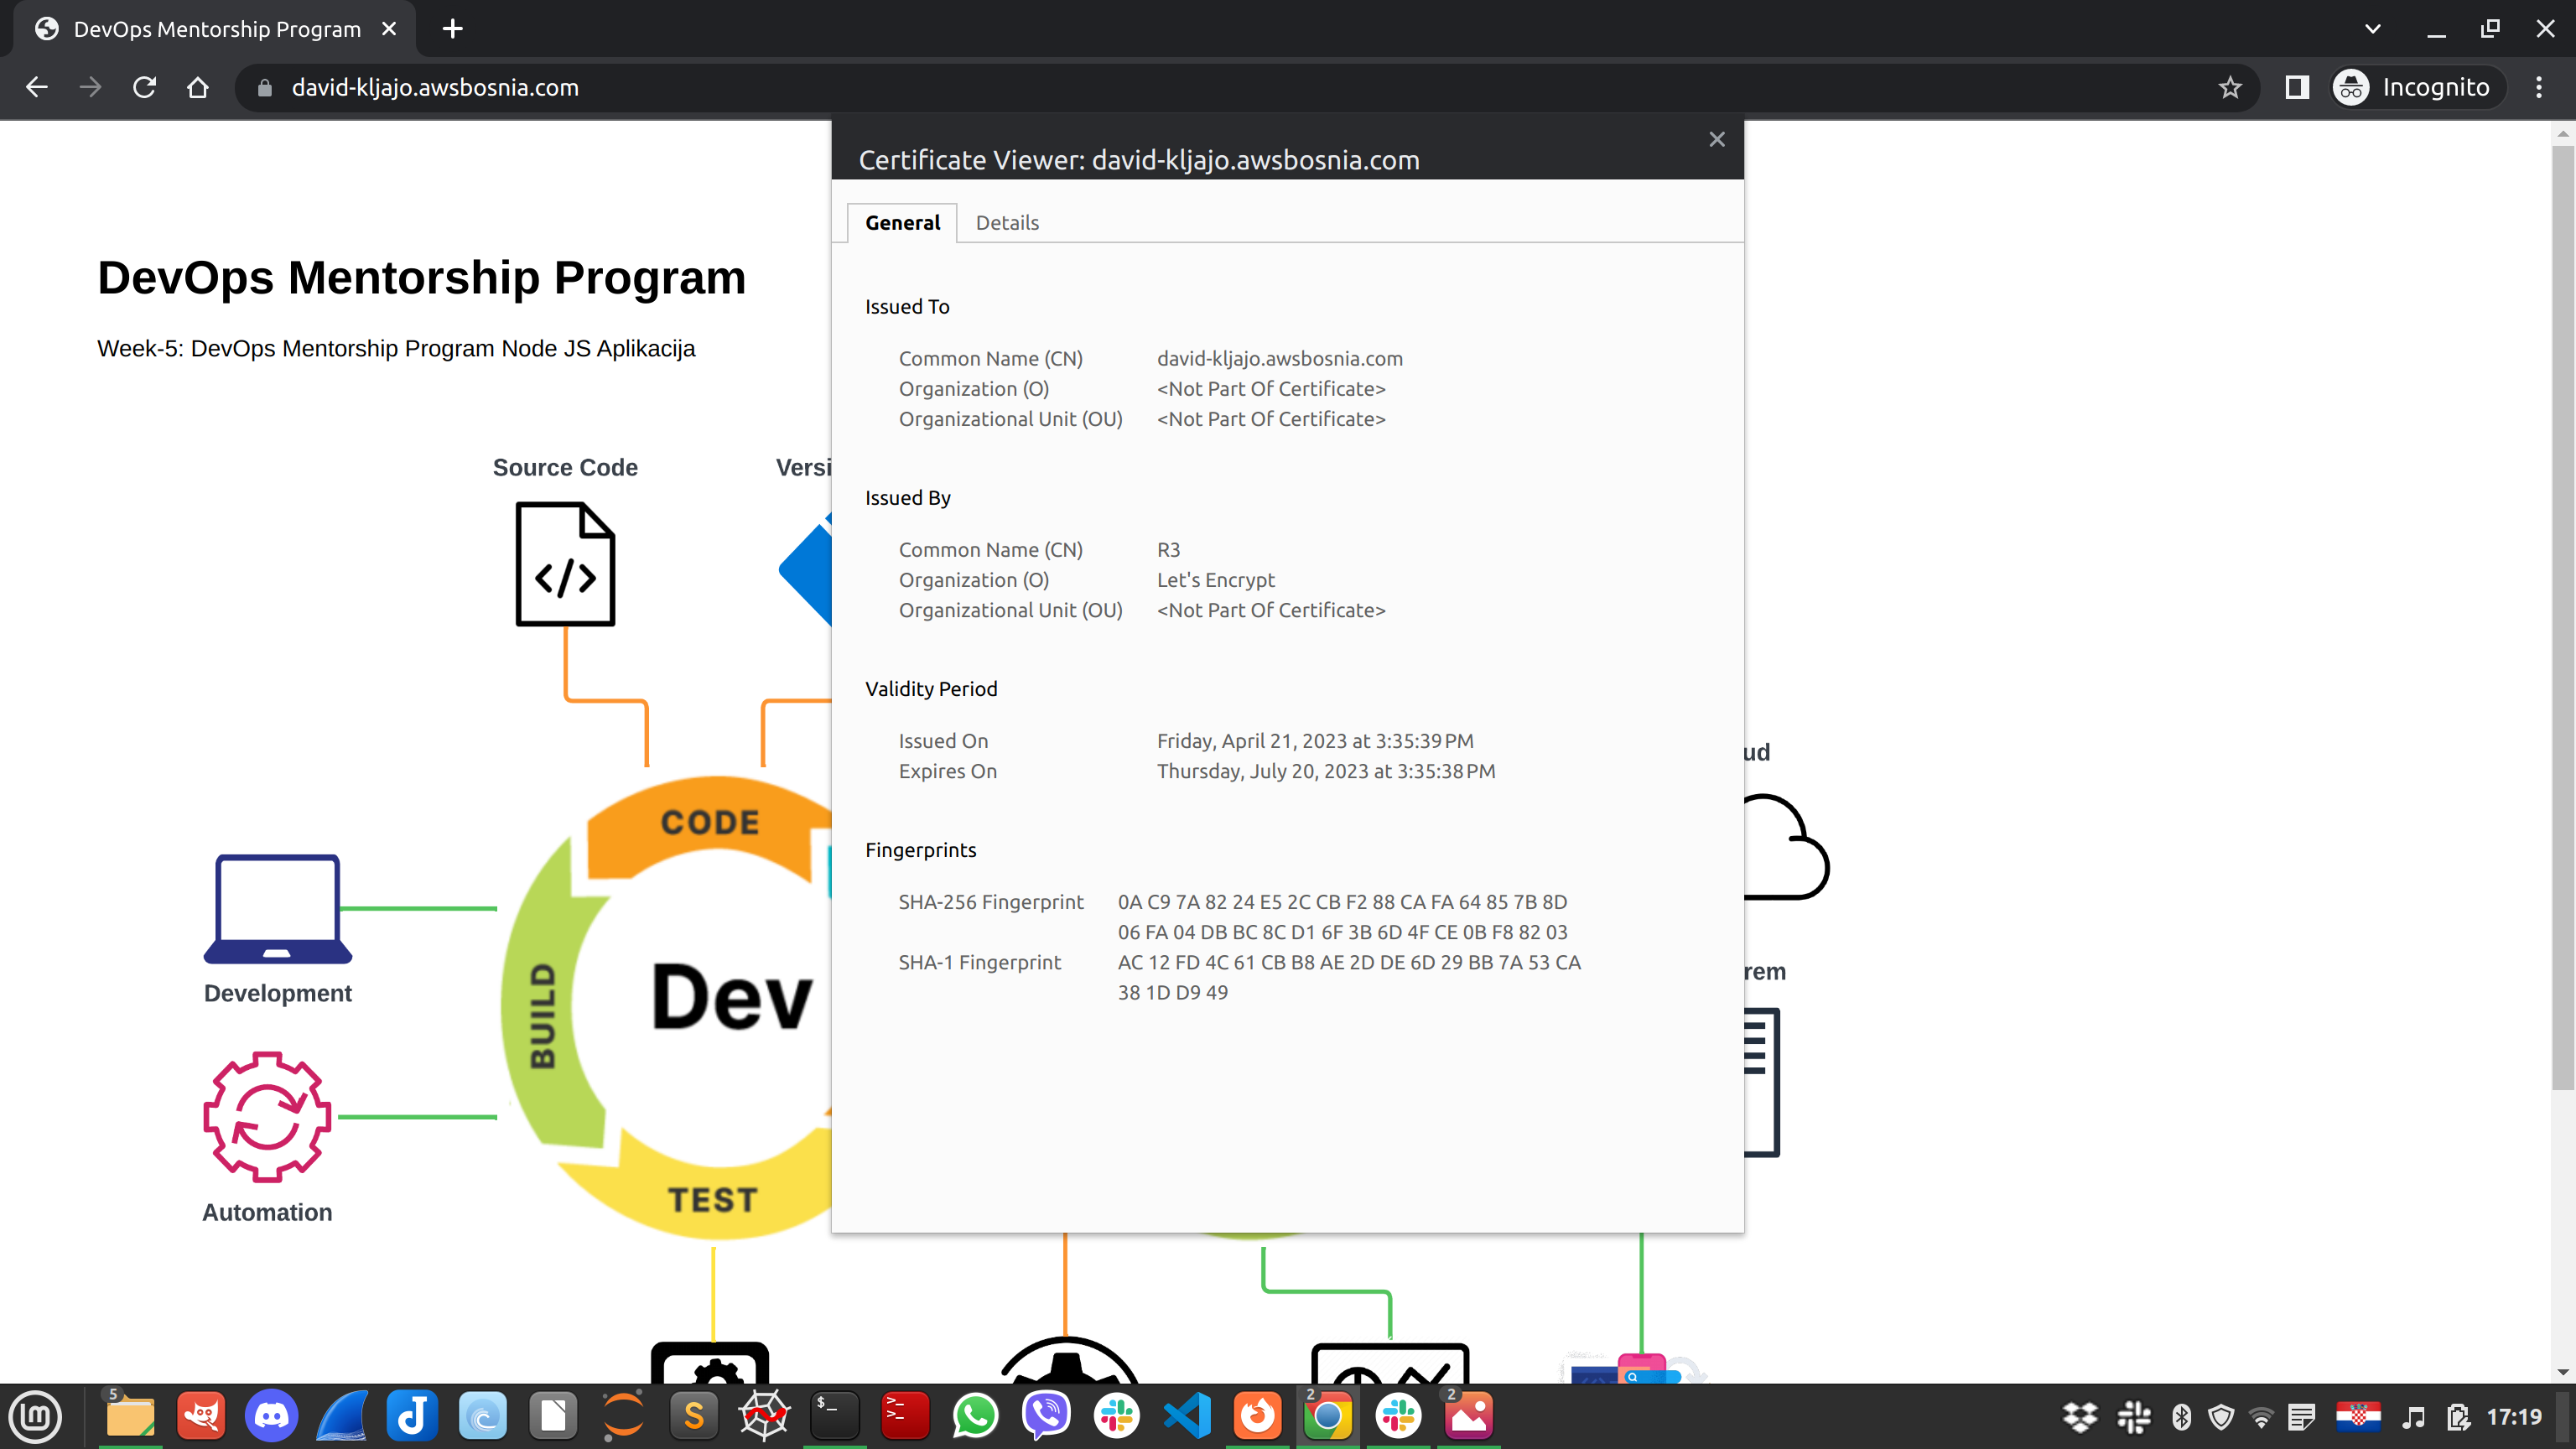 DevOps Mentorship Program
david-kljajo.awsbosnia.com
Incognito
Certificate Viewer: david-kljajo.awsbosnia.com
General Details
DevOps Mentorship Program
Week-5: DevOps Mentorship Program Node JS Aplikacija
Issued To
Common Name (CN) david-kljajo.awsbosnia.com
Organization (O) <Not Part Of Certificate>
Organizational Unit (OU) <Not Part Of Certificate>
Source Code
Versi
Issued By
Common Name (CN) R3
Organization (O) Let's Encrypt
Organizational Unit (OU) <Not Part Of Certificate>
</>
Validity Period
Issued On Friday, April 21, 2023 at 3:35:39 PM
Expires On Thursday, July 20, 2023 at 3:35:38 PM
ud
CODE
Fingerprints
SHA-256 Fingerprint 0A C9 7A 82 24 E5 2C CB F2 88 CA FA 64 85 7B 8D
06 FA 04 DB BC 8C D1 6F 3B 6D 4F CE 0B F8 82 03
SHA-1 Fingerprint AC 12 FD 4C 61 CB B8 AE 2D DE 6D 29 BB 7A 53 CA
38 1D D9 49
rem
Development
BUILD
Dev
TEST
Automation
5
S
$_
>_
>_
2
2
17:19